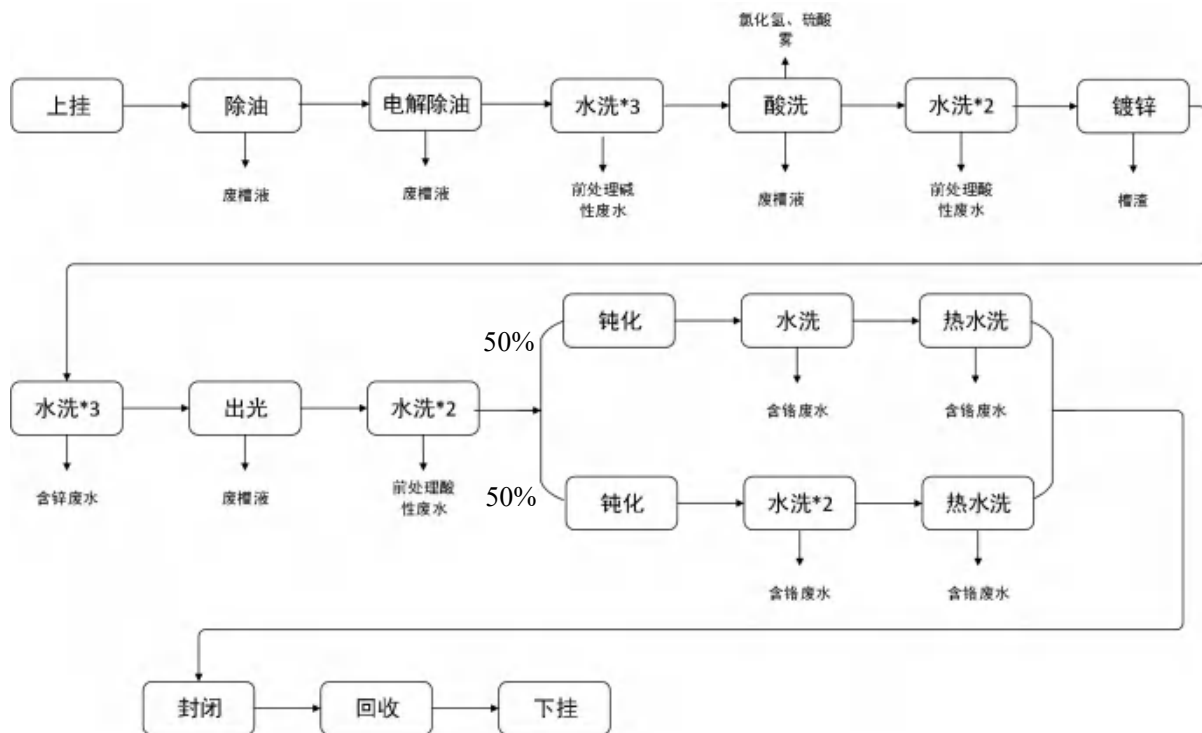 氯化氢、硫酸
雾
上挂
除油
电解除油
水洗*3
酸洗
水洗*2
镀锌
废槽液
废槽液
前处理碱
性废水
废槽液
前处理酸
性废水
槽渣
50%
钝化
水洗
热水洗
水洗*3
出光
水洗*2
含铬废水
含铬废水
含锌废水
废槽液
前处理酸
性废水
50%
钝化
水洗*2
热水洗
含铬废水
含铬废水
封闭
回收
下挂